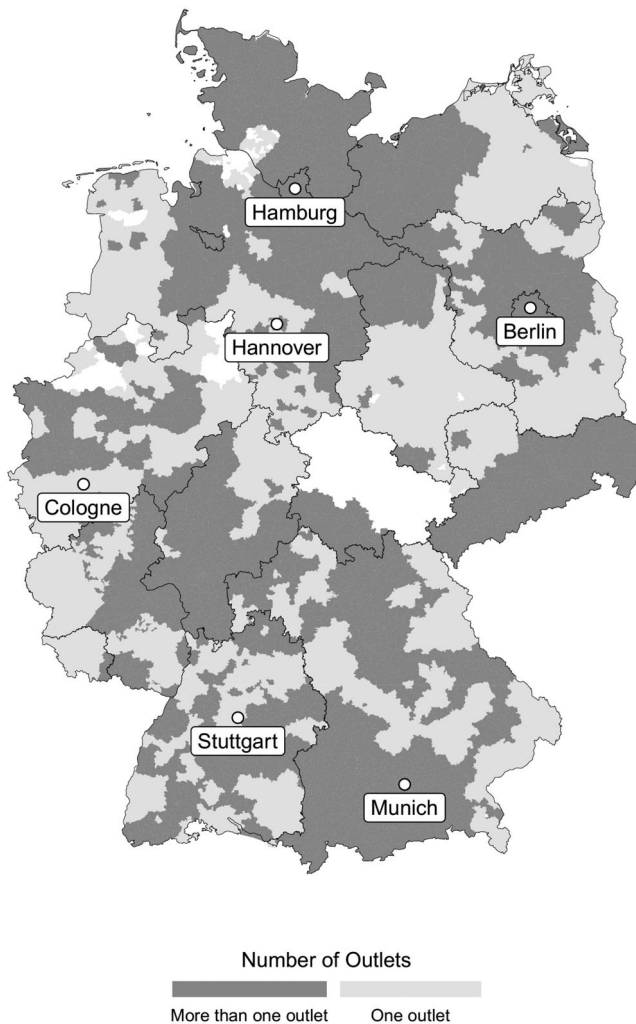 Hamburg
Berlin
Hannover
Cologne
Stuttgart
Munich
Number of Outlets
More than one outlet One outlet